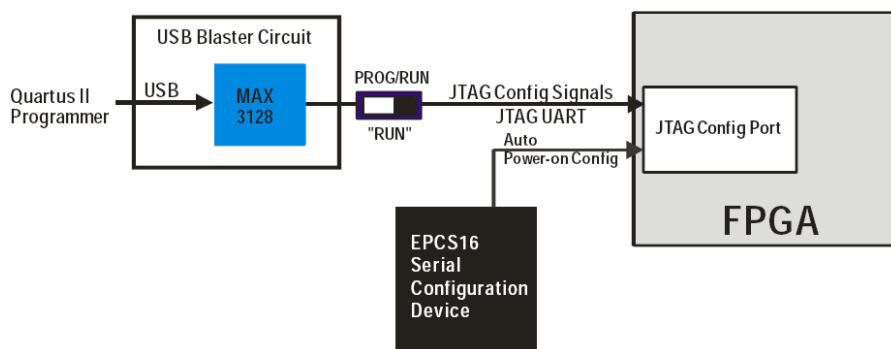 USB Blaster Circuit
Quartus II
Programmer
USB
MAX
3128
PROG/RUN
"RUN"
JTAG Config Signals
JTAG UART
Auto
Power-on Config
JTAG Config Port
FPGA
EPCS16
Serial
Configuration
Device